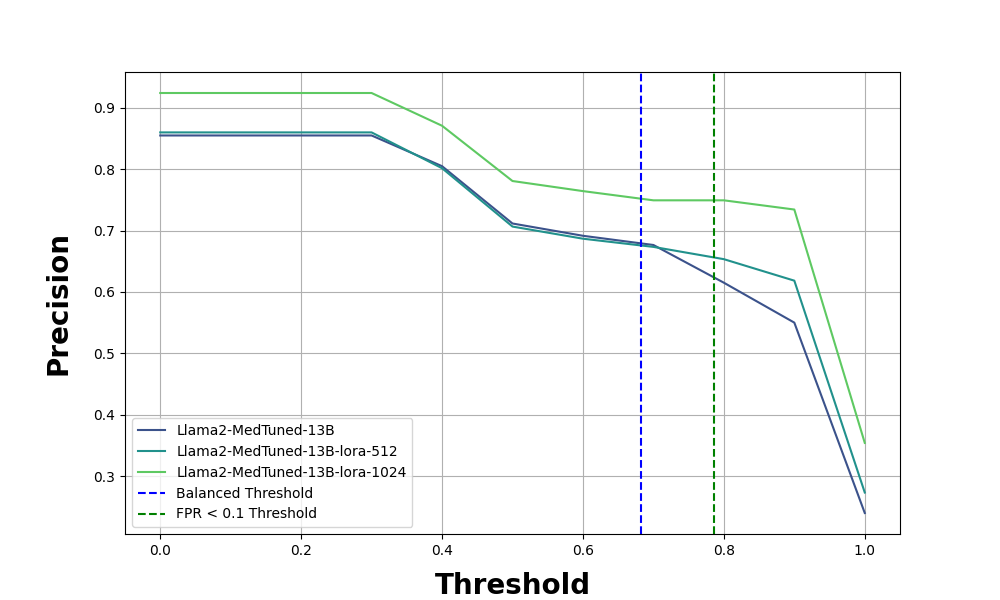 Precision
0.9
0.8
0.7
0.6
0.5
0.4
0.3
Llama2-MedTuned-13B
Llama2-MedTuned-13B-lora-512
Llama2-MedTuned-13B-lora-1024
Balanced Threshold
FPR < 0.1 Threshold
0.0 0.2 0.4 0.6 0.8 1.0
Threshold